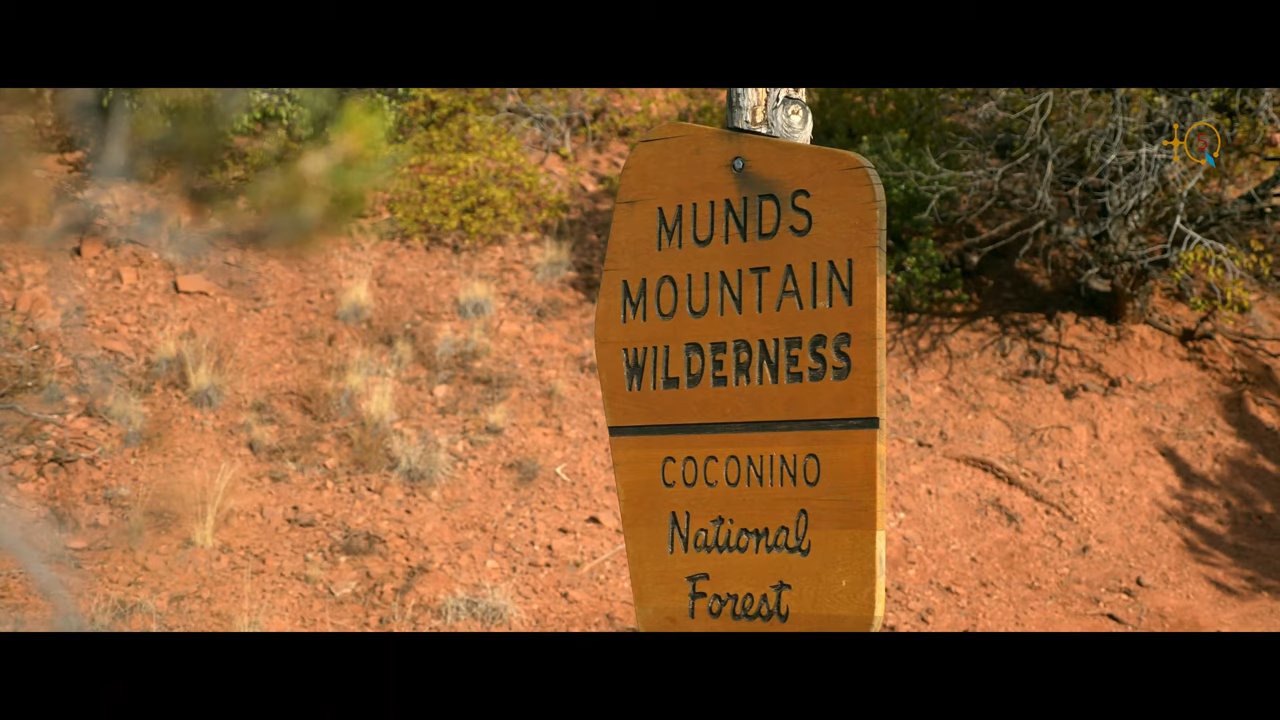 MUNDS
MOUNTAIN
WILDERNESS
COCONINO
National
Forest